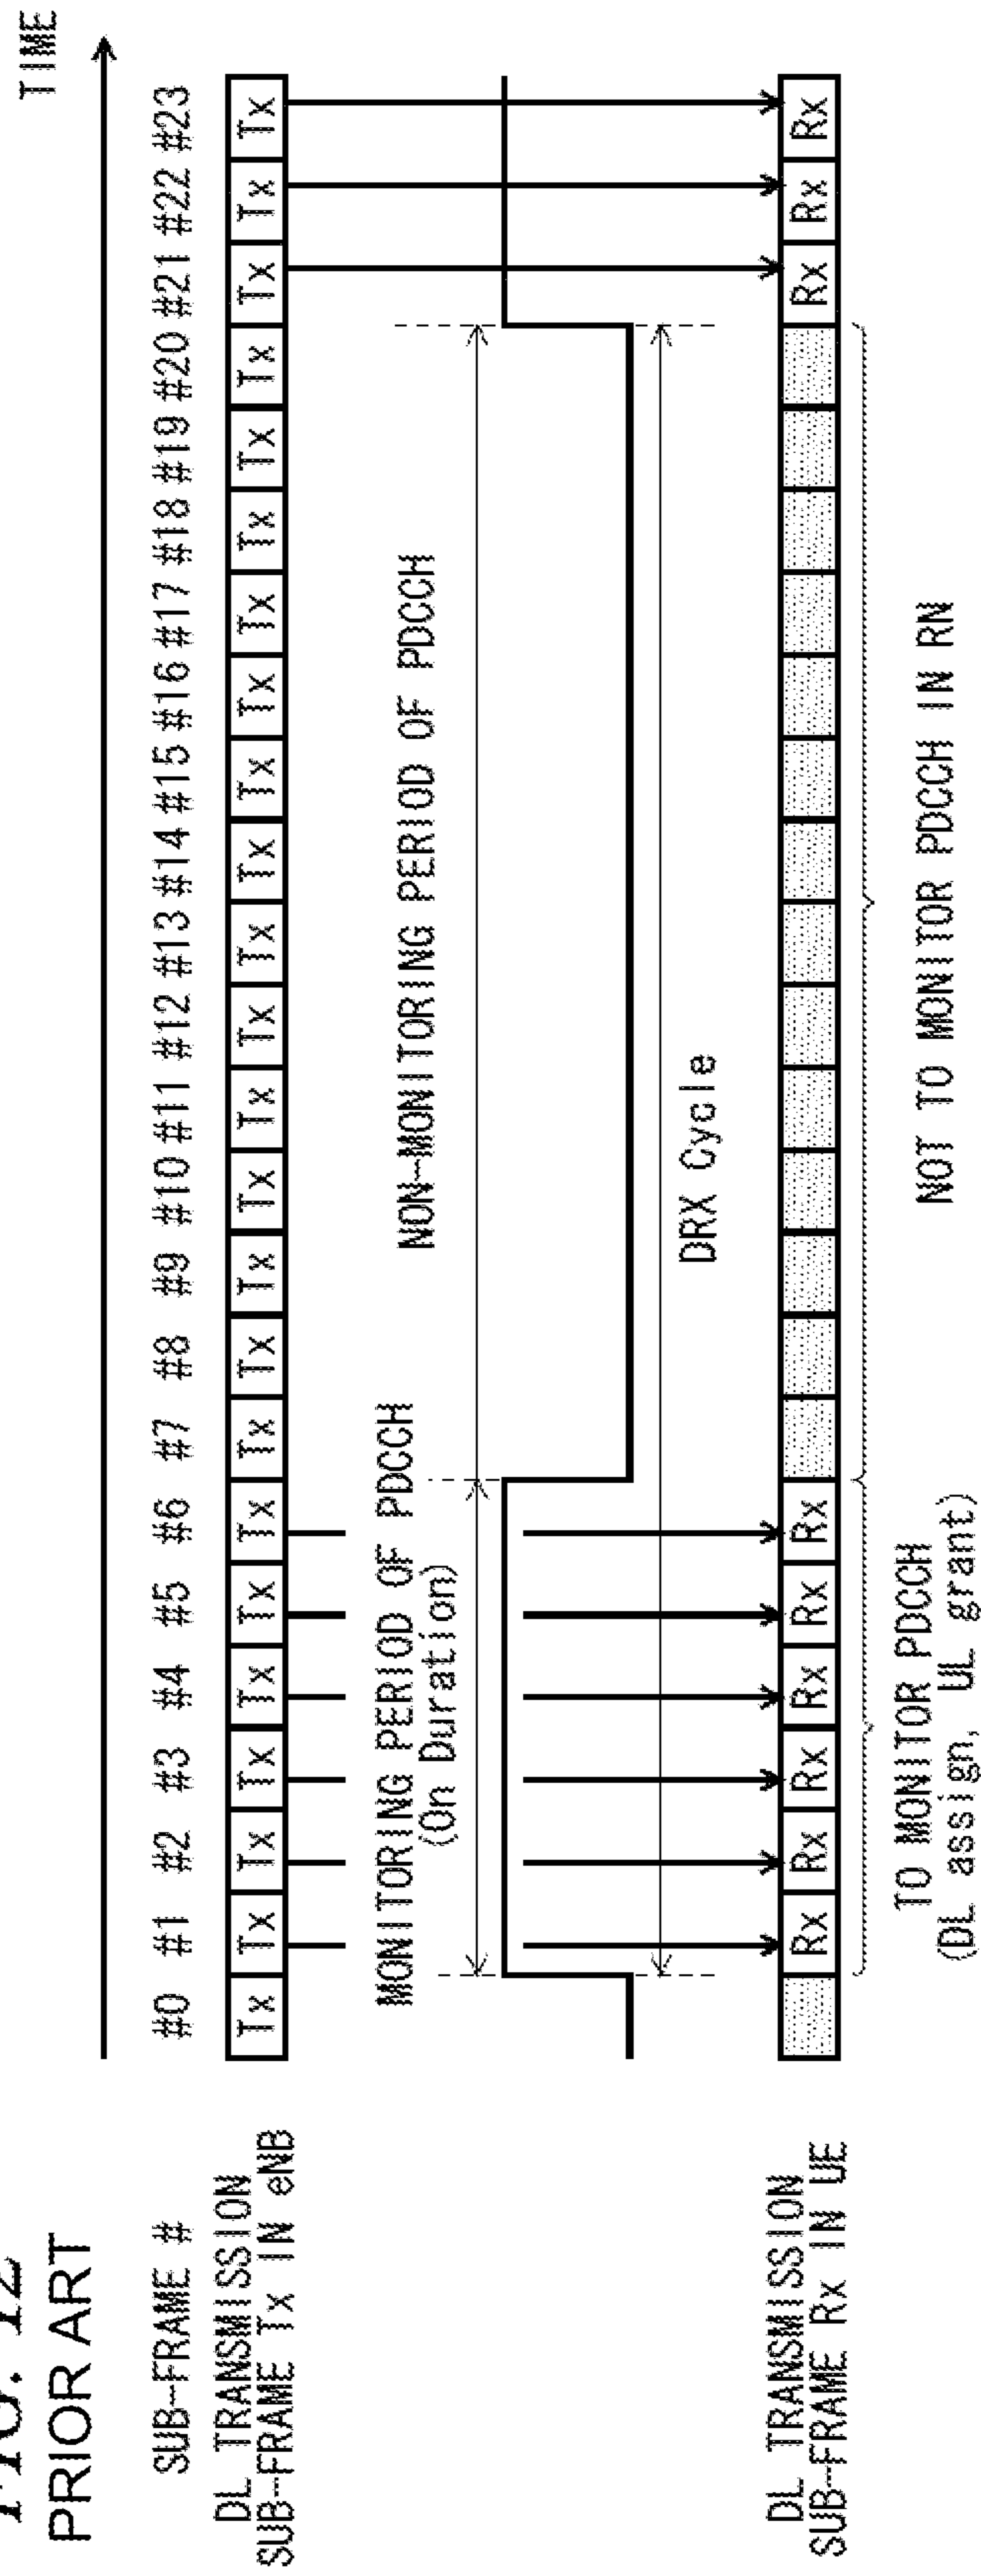 FIG. 12
PRIOR ART
TIME
SUB-FRAME # #0 #1 #2 #3 #4 #5 #6 #7 #8 #9 #10 #11 #12 #13 #14 #15 #16 #17 #18 #19 #20 #21 #22 #23
DL TRANSMISSION
SUB-FRAME Tx IN eNB
Tx Tx Tx Tx Tx Tx Tx Tx Tx Tx Tx Tx Tx Tx Tx Tx Tx Tx Tx Tx Tx Tx Tx Tx
MONITORING PERIOD OF PDCCH
(On Duration)
NON-MONITORING PERIOD OF PDCCH
DRX Cycle
DL TRANSMISSION
SUB-FRAME Rx IN UE
Rx Rx Rx Rx Rx Rx Rx Rx Rx
TO MONITOR PDCCH
(DL assign, UL grant)
NOT TO MONITOR PDCCH IN RN